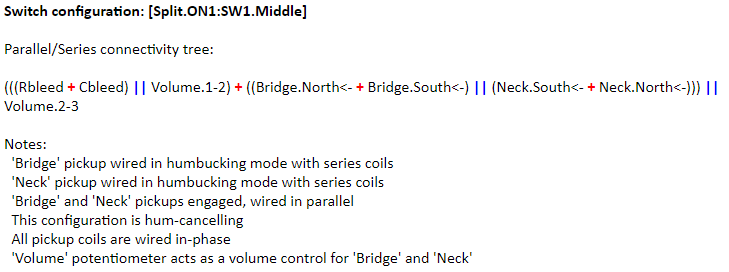 Switch configuration: [Split.ON1:SW1.Middle]
Parallel/Series connectivity tree:
(((Rbleed + Cbleed) || Volume.1-2) + ((Bridge.North<- + Bridge.South<-) || (Neck.South<- + Neck.North<-))) ||
Volume.2-3
Notes:
'Bridge' pickup wired in humbucking mode with series coils
'Neck' pickup wired in humbucking mode with series coils
'Bridge' and 'Neck' pickups engaged, wired in parallel
This configuration is hum-cancelling
All pickup coils are wired in-phase
'Volume' potentiometer acts as a volume control for 'Bridge' and 'Neck'